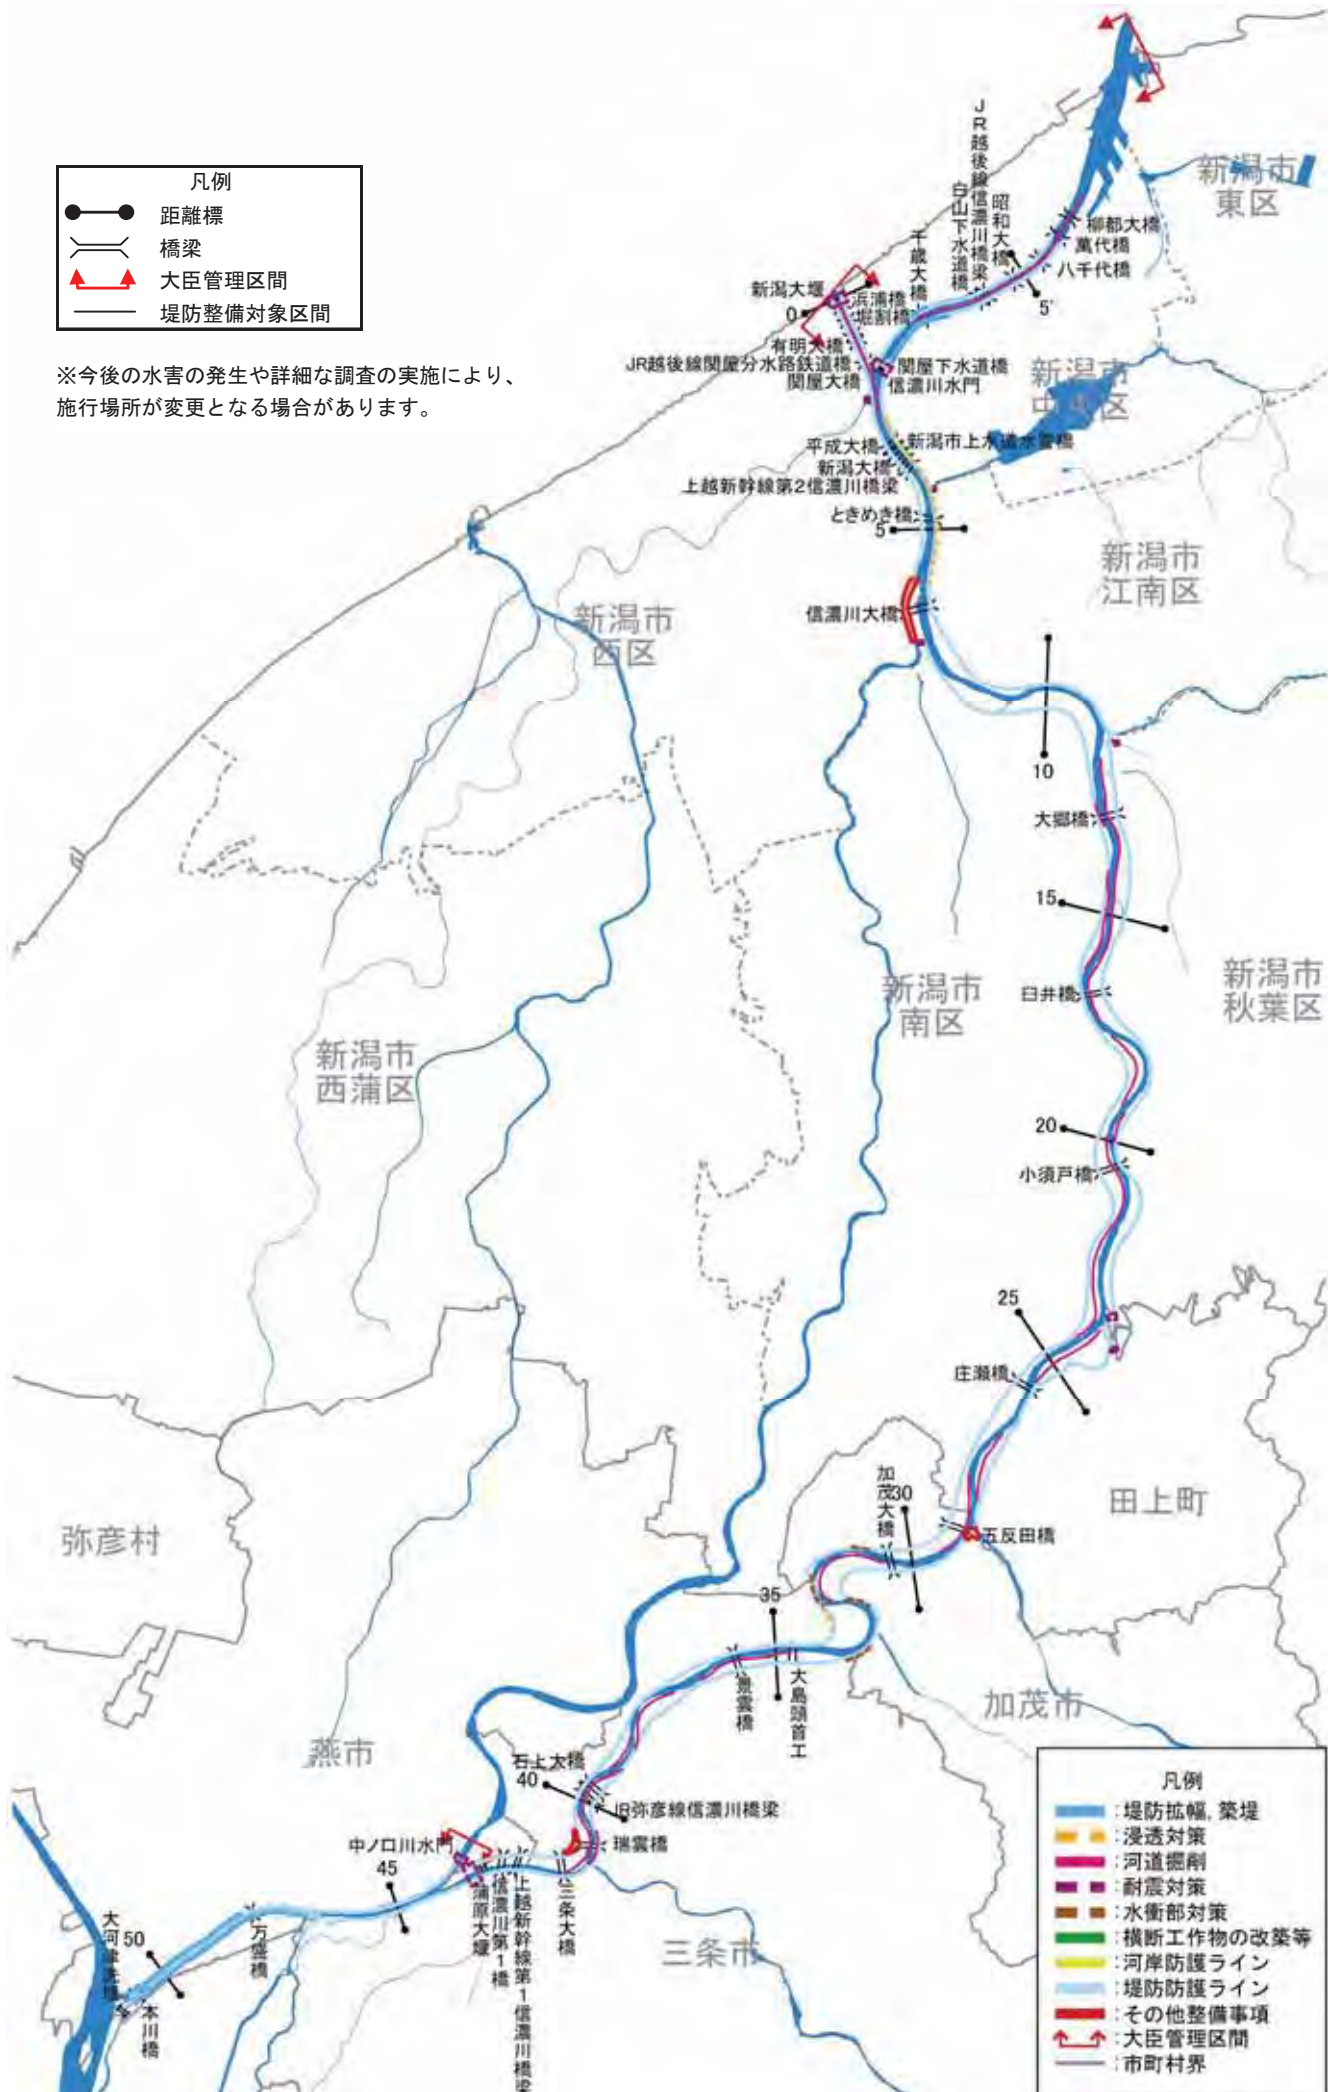 凡例
距離標
橋梁
大臣管理区間
堤防整備対象区間
※今後の水害の発生や詳細な調査の実施により、
施行場所が変更となる場合があります。
新潟市
東区
柳都大橋
萬代橋
八千代橋
昭和大橋
JR越後線信濃川橋梁
白山下水道橋
千歳大橋
5'
新潟大堰
0
浜浦橋
堀割橋
有明大橋
JR越後線関屋分水路鉄道橋
関屋大橋
関屋下水道橋
信濃川水門
新潟市
中央区
平成大橋
新潟市上水道水管橋
新潟大橋
上越新幹線第2信濃川橋梁
ときめき橋
5
新潟市
江南区
信濃川大橋
新潟市
西区
10
大郷橋
15
臼井橋
新潟市
南区
新潟市
秋葉区
新潟市
西蒲区
20
小須戸橋
25
庄瀬橋
田上町
弥彦村
加茂大橋
30
五反田橋
35
景雲橋
大島頭首工
加茂市
燕市
石上大橋
40
JR弥彦線信濃川橋梁
瑞雲橋
中ノ口川水門
45
蒲原大堰
信濃川第1橋
上越新幹線第1信濃川橋梁
三条大橋
三条市
万盛橋
50
本川橋
凡例
:堤防拡幅,築堤
:浸透対策
:河道掘削
:耐震対策
:水衝部対策
:横断工作物の改築等
:河岸防護ライン
:堤防防護ライン
:その他整備事項
:大臣管理区間
:市町村界